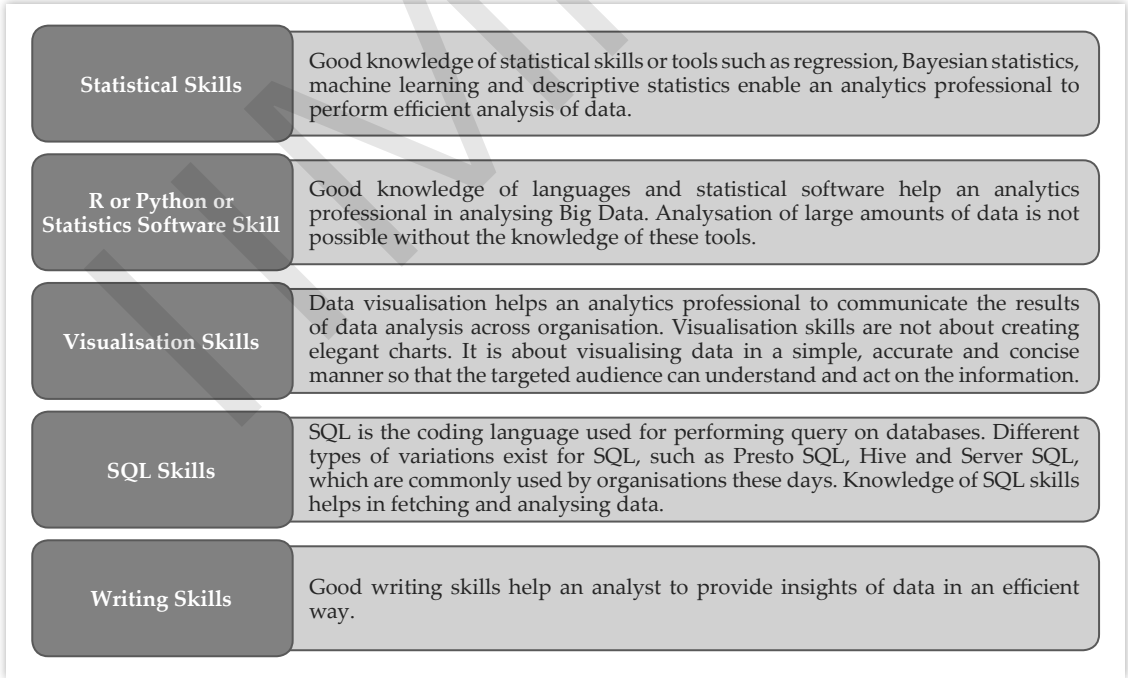 Statistical Skills
Good knowledge of statistical skills or tools such as regression, Bayesian statistics,
machine learning and descriptive statistics enable an analytics professional to
perform efficient analysis of data.
R or Python or
Statistics Software Skill
Good knowledge of languages and statistical software help an analytics
professional in analysing Big Data. Analysation of large amounts of data is not
possible without the knowledge of these tools.
Visualisation Skills
Data visualisation helps an analytics professional to communicate the results
of data analysis across organisation. Visualisation skills are not about creating
elegant charts. It is about visualising data in a simple, accurate and concise
manner so that the targeted audience can understand and act on the information.
SQL Skills
SQL is the coding language used for performing query on databases. Different
types of variations exist for SQL, such as Presto SQL, Hive and Server SQL,
which are commonly used by organisations these days. Knowledge of SQL skills
helps in fetching and analysing data.
Writing Skills
Good writing skills help an analyst to provide insights of data in an efficient
way.